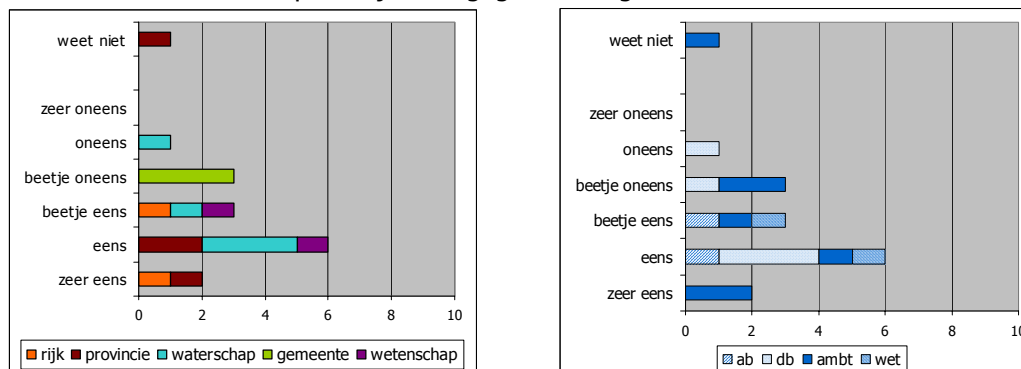 weet niet
zeer oneens
oneens
beetje oneens
beetje eens
eens
zeer eens
0 2 4 6 8 10
rijk provincie waterschap gemeente wetenschap
weet niet
zeer oneens
oneens
beetje oneens
beetje eens
eens
zeer eens
0 2 4 6 8 10
ab db ambt wet